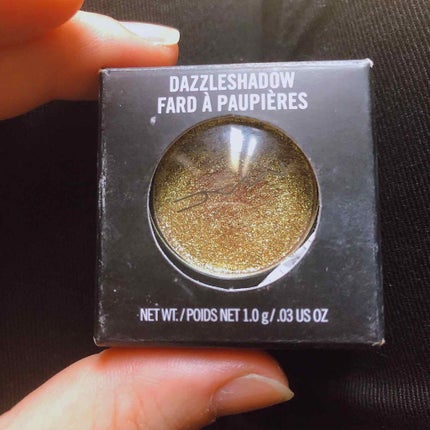 DAZZLESHADOW
FARD À PAUPIÈRES
NET WT. / POIDS NET 1.0 g / .03 US OZ